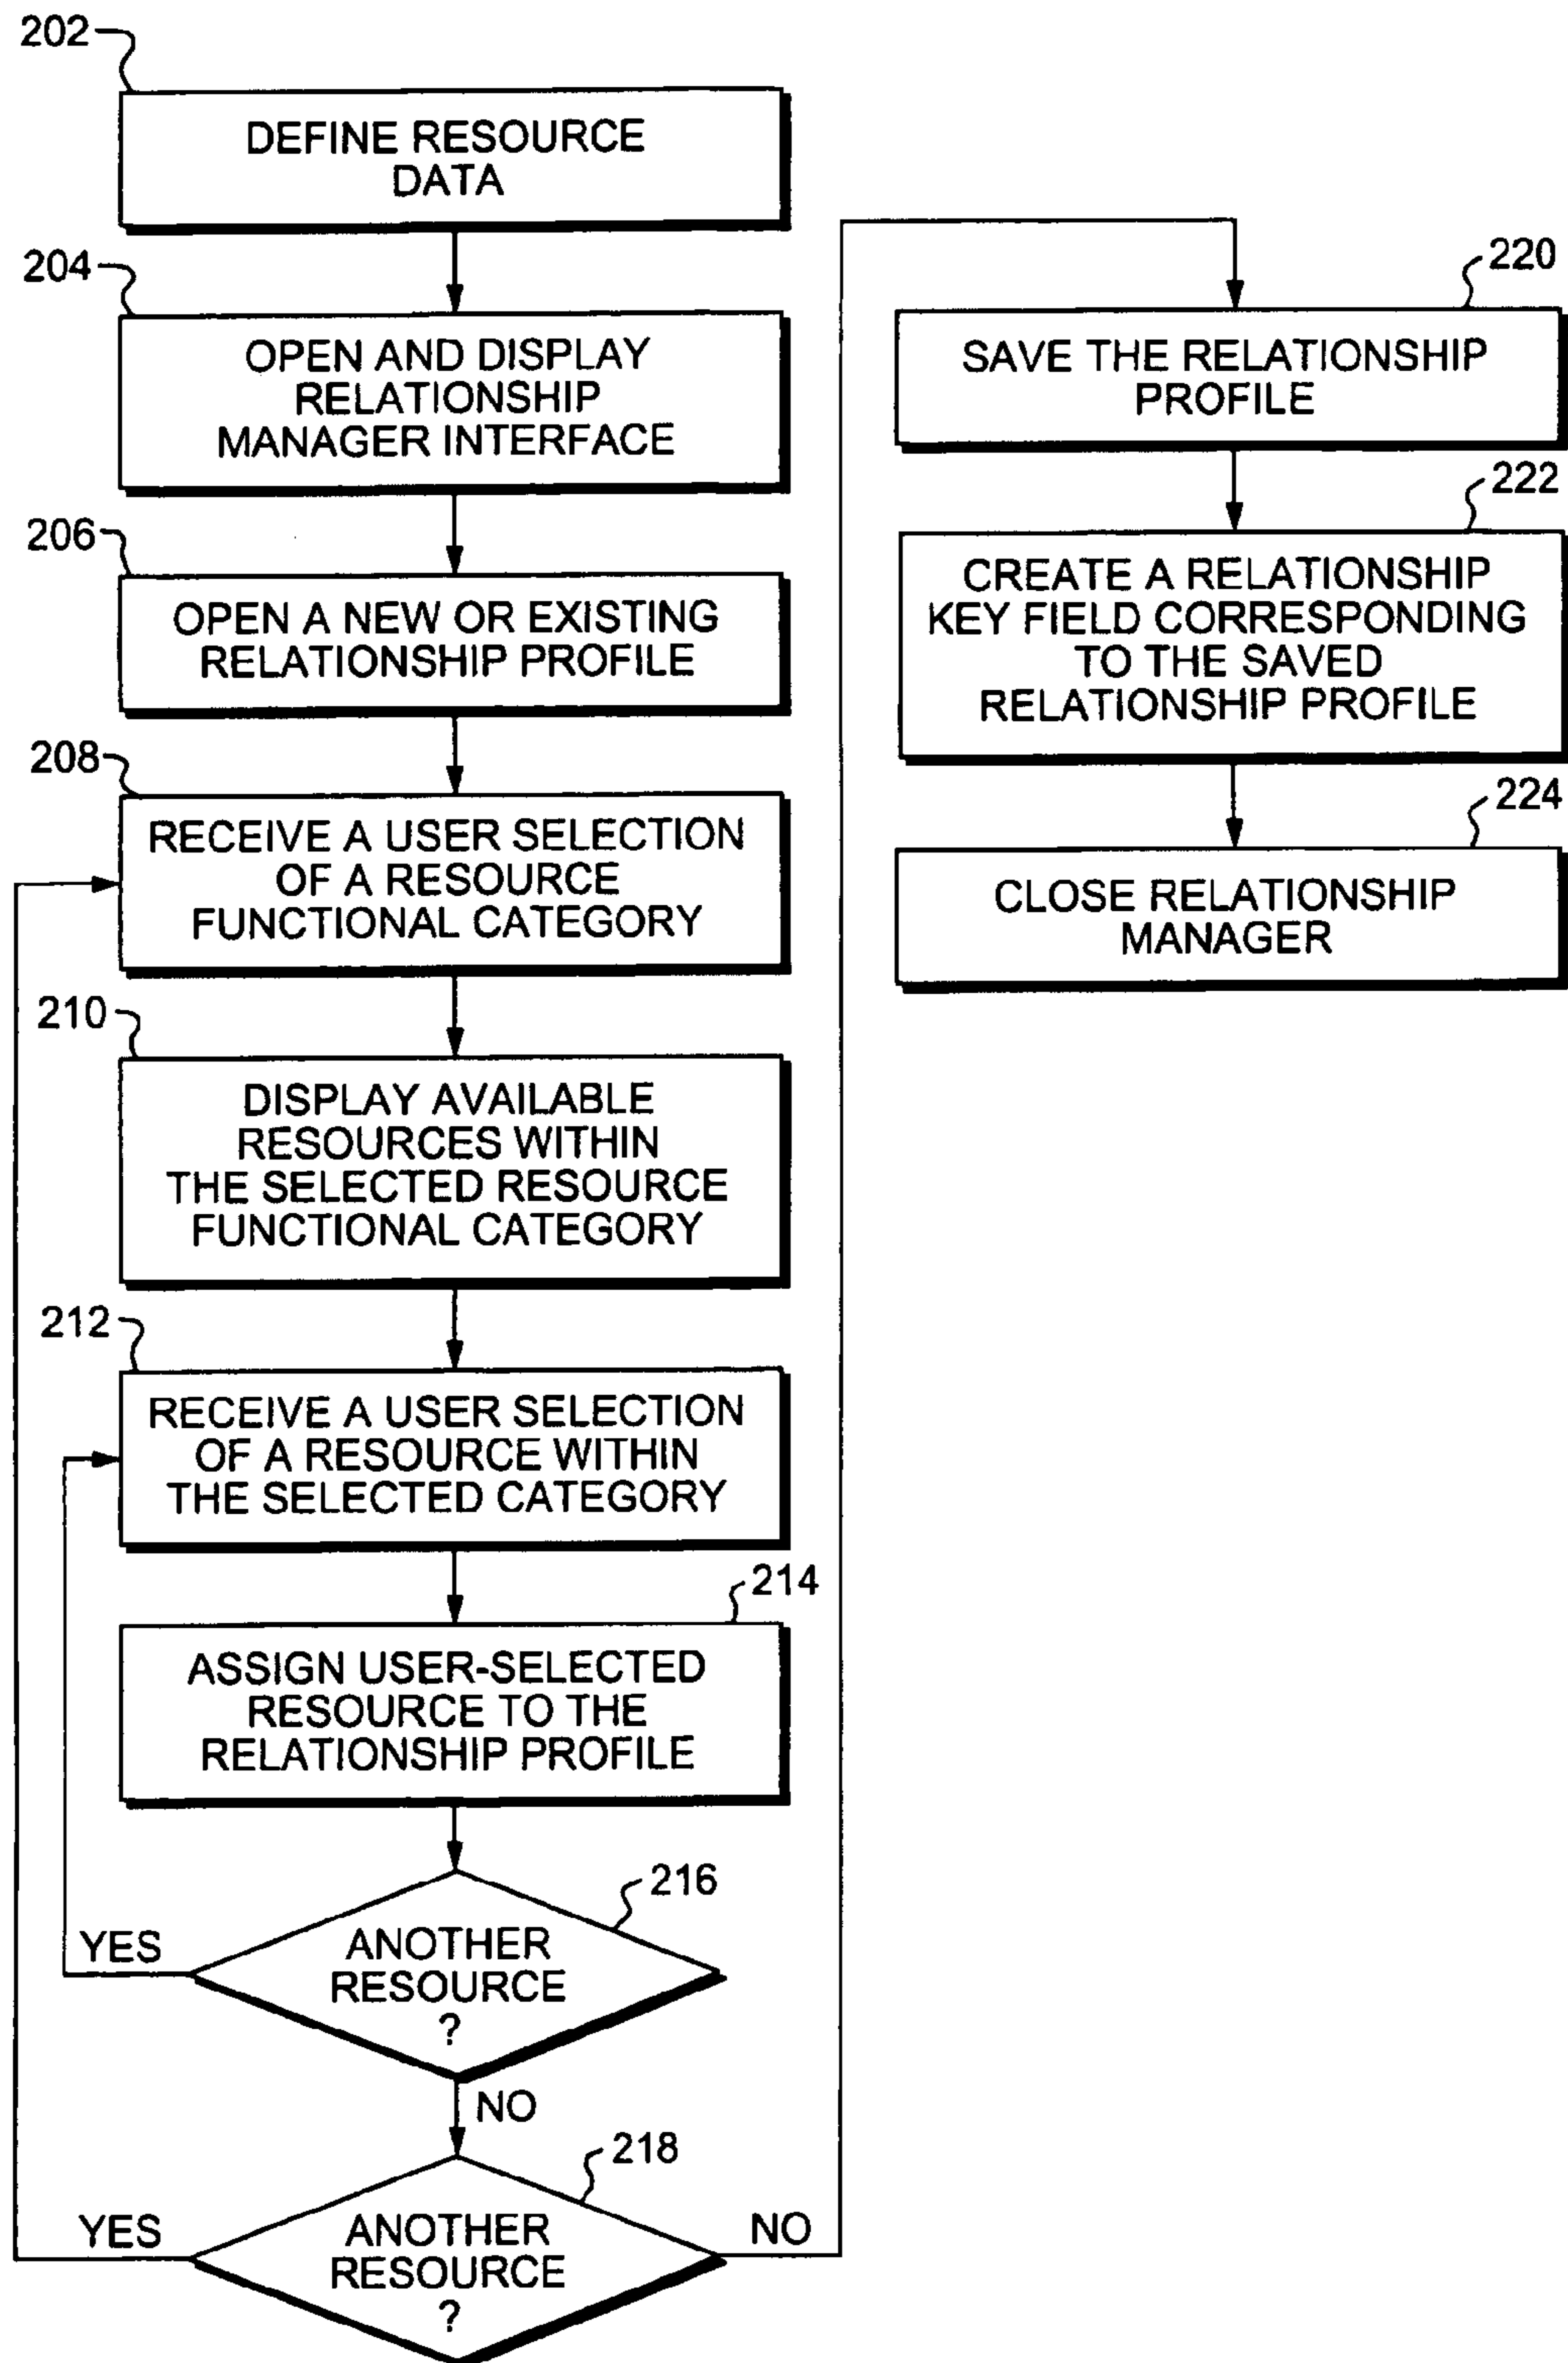 202
DEFINE RESOURCE
DATA
204
OPEN AND DISPLAY
RELATIONSHIP
MANAGER INTERFACE
206
OPEN A NEW OR EXISTING
RELATIONSHIP PROFILE
208
RECEIVE A USER SELECTION
OF A RESOURCE
FUNCTIONAL CATEGORY
210
DISPLAY AVAILABLE
RESOURCES WITHIN
THE SELECTED RESOURCE
FUNCTIONAL CATEGORY
212
RECEIVE A USER SELECTION
OF A RESOURCE WITHIN
THE SELECTED CATEGORY
214
ASSIGN USER-SELECTED
RESOURCE TO THE
RELATIONSHIP PROFILE
216
YES
ANOTHER
RESOURCE
?
NO
218
YES
ANOTHER
RESOURCE
?
NO
220
SAVE THE RELATIONSHIP
PROFILE
222
CREATE A RELATIONSHIP
KEY FIELD CORRESPONDING
TO THE SAVED
RELATIONSHIP PROFILE
224
CLOSE RELATIONSHIP
MANAGER